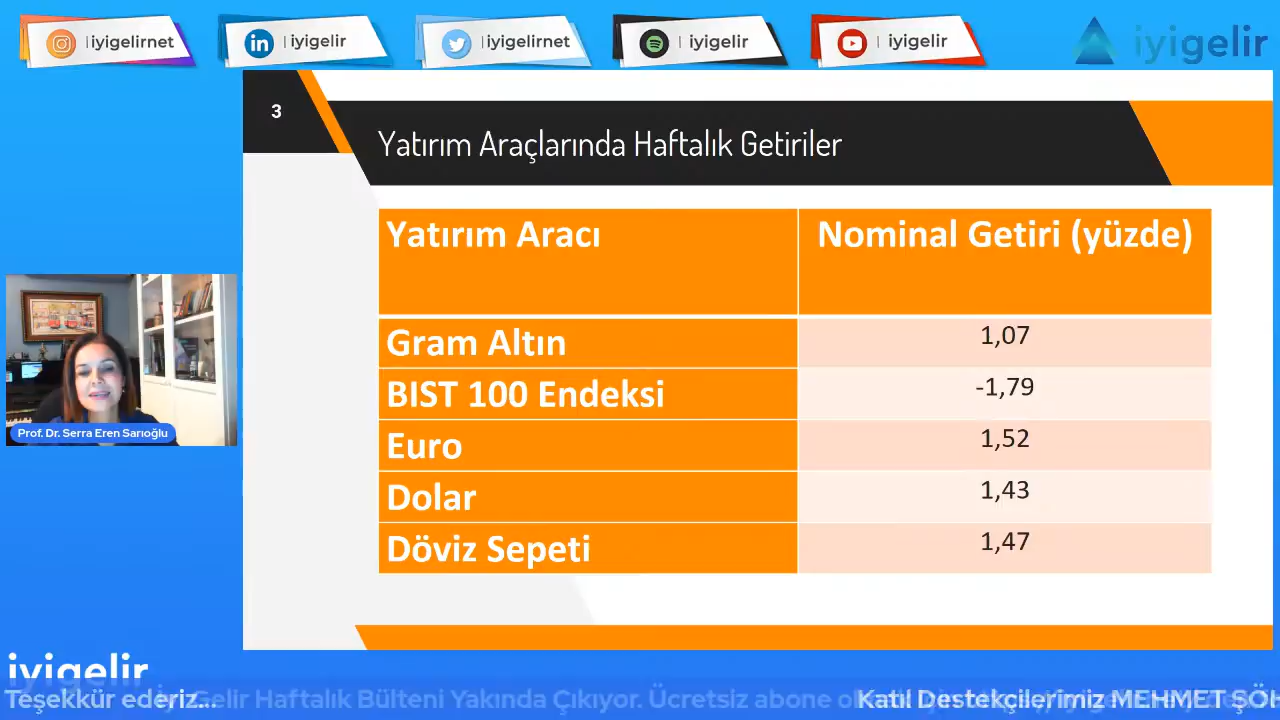 iyigelirnet
iyigelir
iyigelirnet
iyigelir
iyigelir
iyigelir
3
Yatırım Araçlarında Haftalık Getiriler
Yatırım Aracı
Nominal Getiri (yüzde)
Gram Altın
1,07
BIST 100 Endeksi
-1,79
Euro
1,52
Dolar
1,43
Döviz Sepeti
1,47
Prof. Dr. Serra Eren Sarıoğlu
iyigelir
Teşekkür ederiz... Gelir Haftalık Bülteni Yakında Çıkıyor. Ücretsiz abone Katıl Destekçilerimiz MEHMET